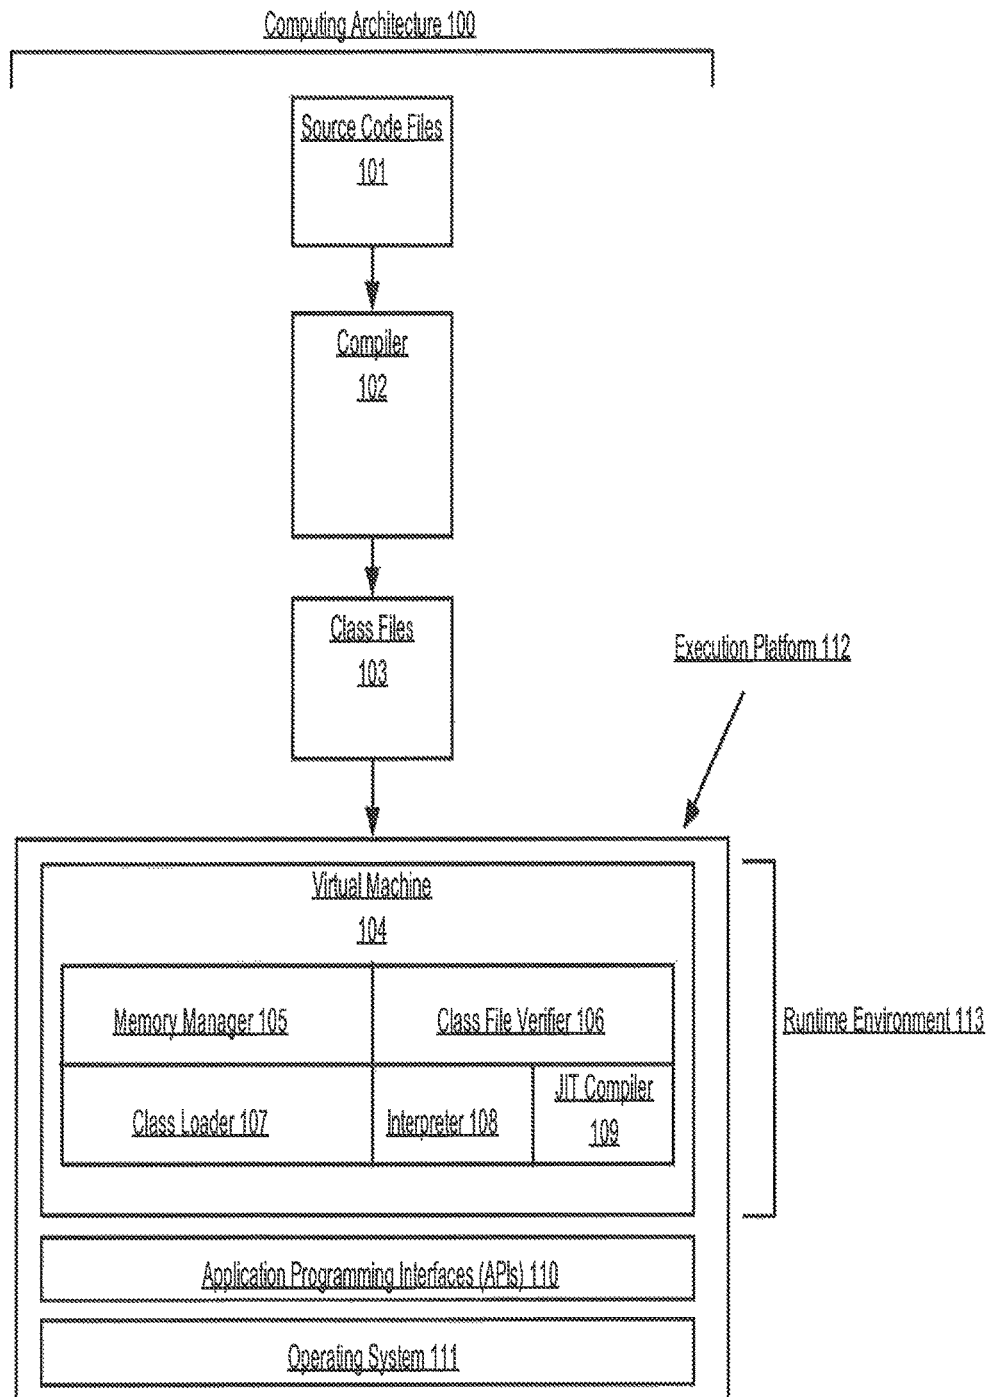 Computing Architecture 100
Source Code Files
101
Compiler
102
Class Files
103
Execution Platform 112
Virtual Machine
104
Memory Manager 105
Class File Verifier 106
Runtime Environment 113
Class Loader 107
Interpreter 108
JIT Compiler
109
Application Programming Interfaces (APIs) 110
Operating System 111